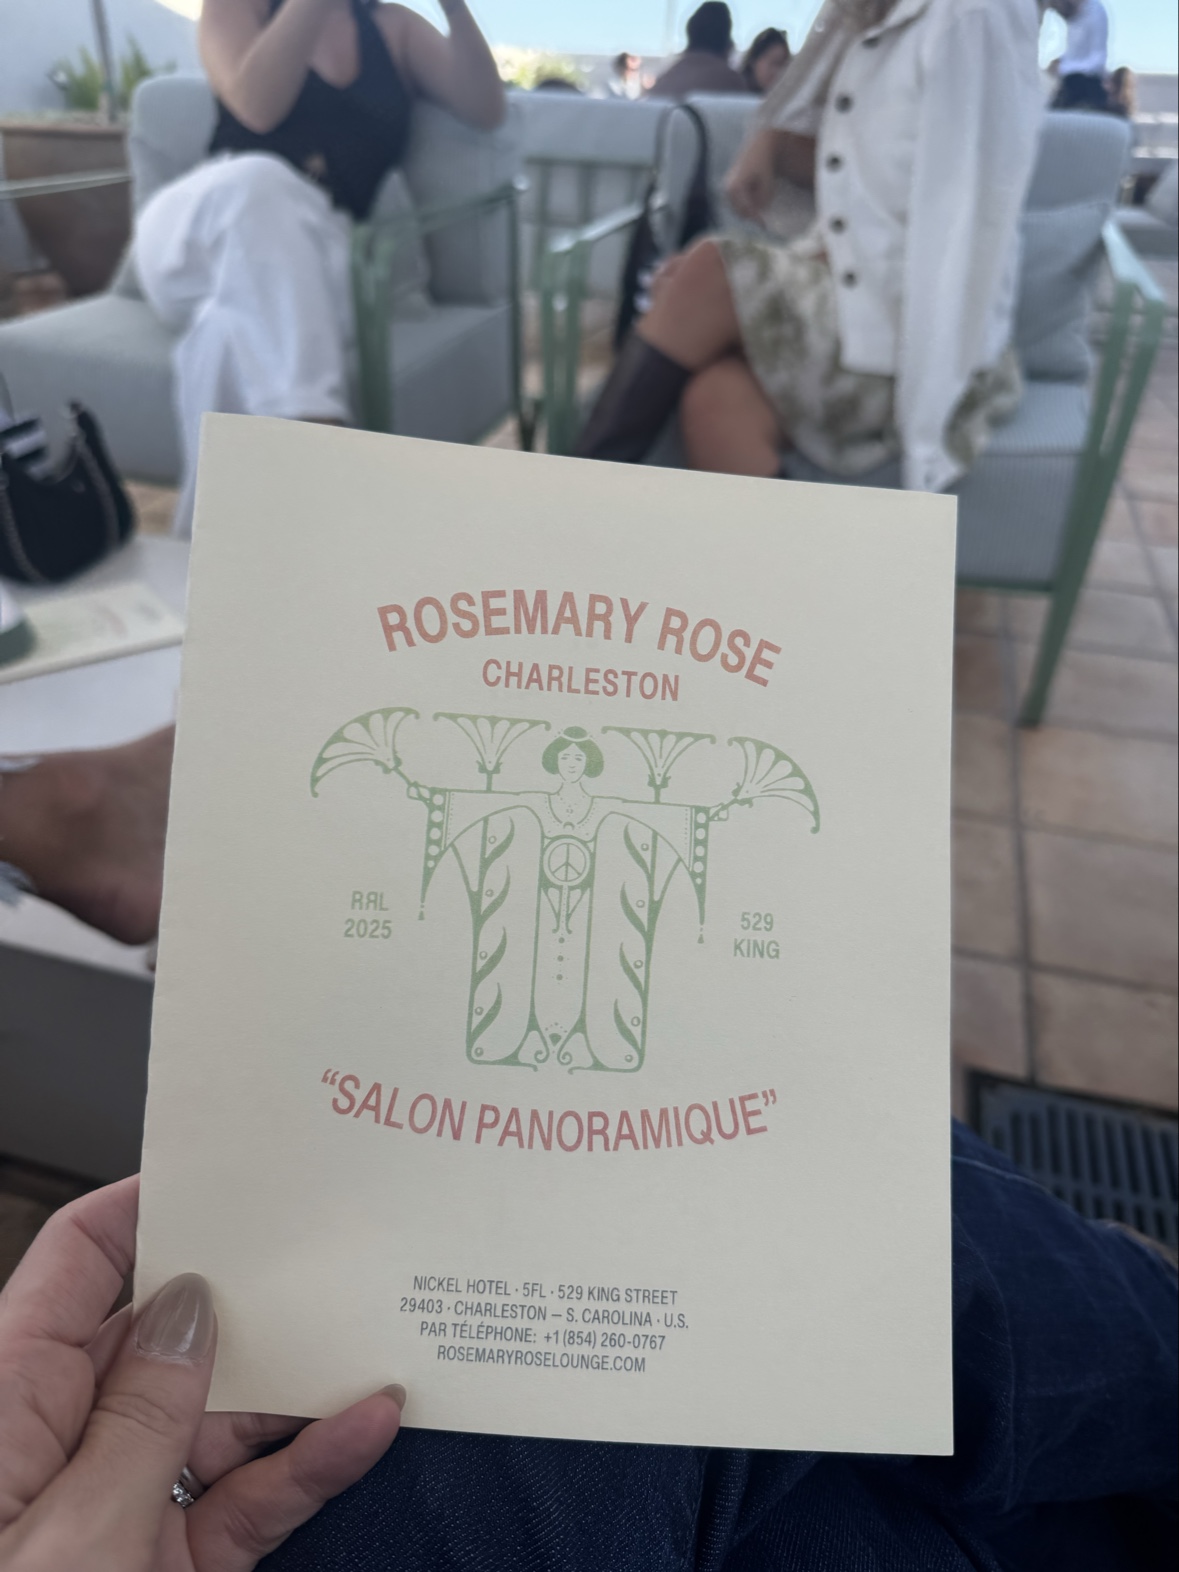 ROSEMARY ROSE
CHARLESTON
RЯL
2025
529
KING
“SALON PANORAMIQUE”
NICKEL HOTEL · 5FL · 529 KING STREET
29403 · CHARLESTON – S. CAROLINA · U.S.
PAR TÉLÉPHONE: +1 (854) 260-0767
ROSEMARYROSELOUNGE.COM